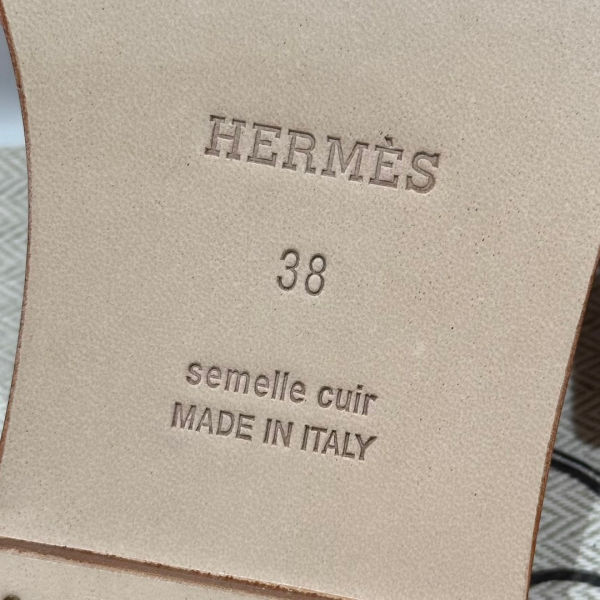 HERMÈS
38
semelle cuir
MADE IN ITALY